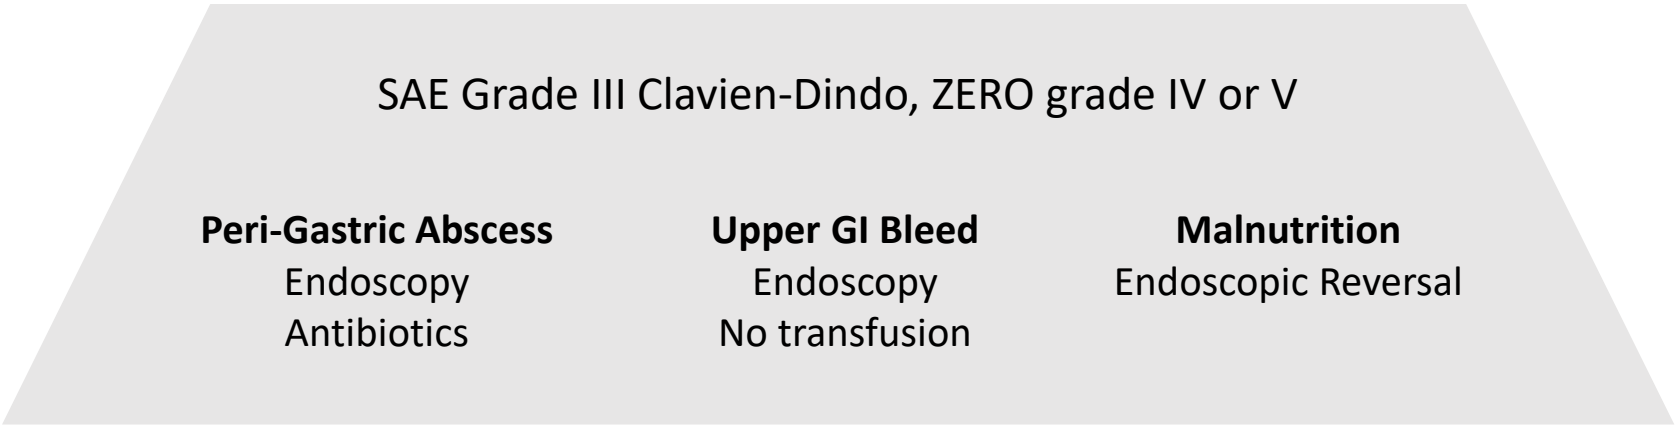 SAE Grade III Clavien-Dindo, ZERO grade IV or V
Peri-Gastric Abscess
Endoscopy
Antibiotics
Upper GI Bleed
Endoscopy
No transfusion
Malnutrition
Endoscopic Reversal